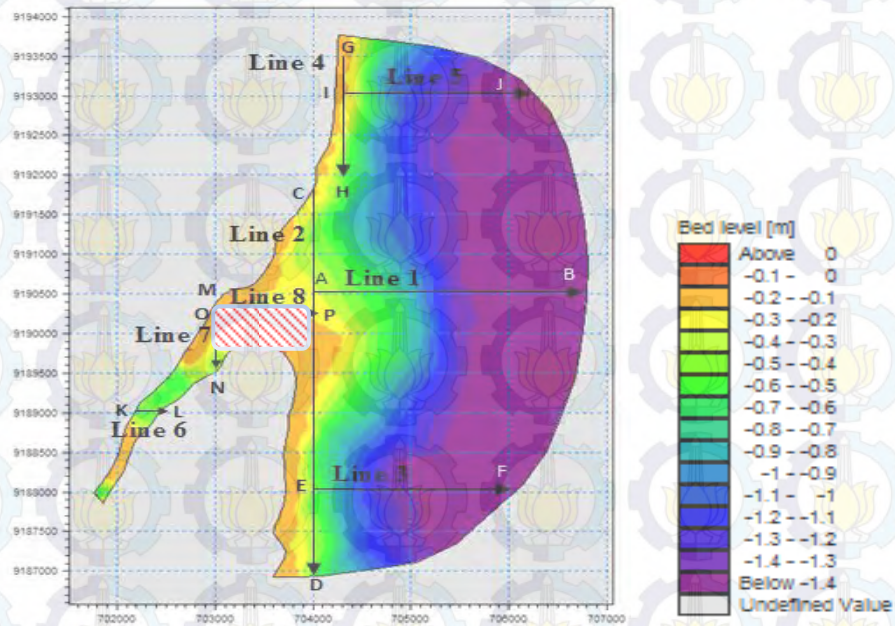 9194000
9193500
9193000
9192500
9192000
9191500
9191000
9190500
9190000
9189500
9189000
9188500
9188000
9187500
9187000
702000 703000 704000 705000 706000 707000
G
Line 4
Line 5
I
J
C
H
Line 2
A
Line 1
B
M
Line 8
O
P
Line 7
N
K
L
Line 6
E
Line 3
F
D
Bed level [m]
Above 0
-0.1 - 0
-0.2 - -0.1
-0.3 - -0.2
-0.4 - -0.3
-0.5 - -0.4
-0.6 - -0.5
-0.7 - -0.6
-0.8 - -0.7
-0.9 - -0.8
-1 - -0.9
-1.1 - -1
-1.2 - -1.1
-1.3 - -1.2
-1.4 - -1.3
Below -1.4
Undefined Value